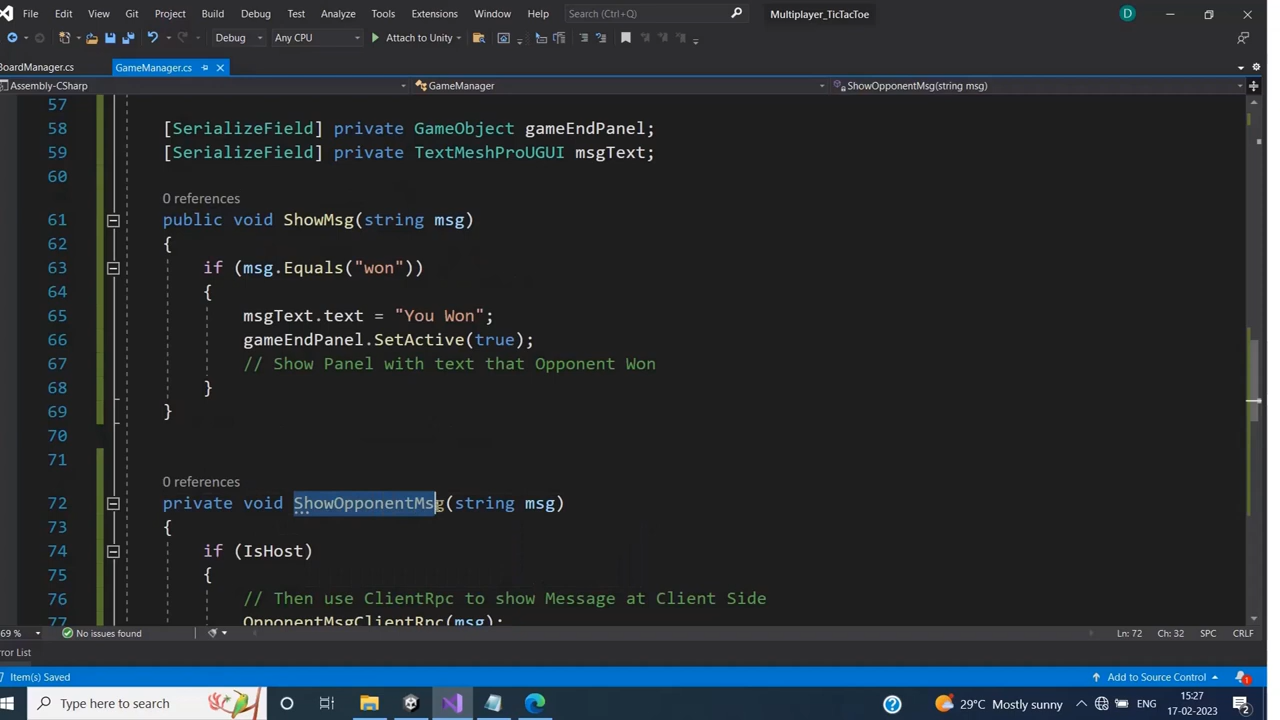 File Edit View Git Project Build Debug Test Analyze Tools Extensions Window Help Search (Ctrl+Q) Multiplayer_TicTacToe D
Debug Any CPU Attach to Unity
BoardManager.cs GameManager.cs
Assembly-CSharp GameManager ShowOpponentMsg(string msg)
57
58 [SerializeField] private GameObject gameEndPanel;
59 [SerializeField] private TextMeshProUGUI msgText;
60
0 references
61 public void ShowMsg(string msg)
62 {
63 if (msg.Equals("won"))
64 {
65 msgText.text = "You Won";
66 gameEndPanel.SetActive(true);
67 // Show Panel with text that Opponent Won
68 }
69 }
70
71
0 references
72 private void ShowOpponentMsg(string msg)
73 {
74 if (IsHost)
75 {
76 // Then use ClientRpc to show Message at Client Side
77 OpponentMsgClientRpc(msg);
69 % No issues found Ln: 72 Ch: 32 SPC CRLF
rror List
Item(s) Saved Add to Source Control 1
Type here to search 29°C Mostly sunny ENG 15:27
17-02-2023 2